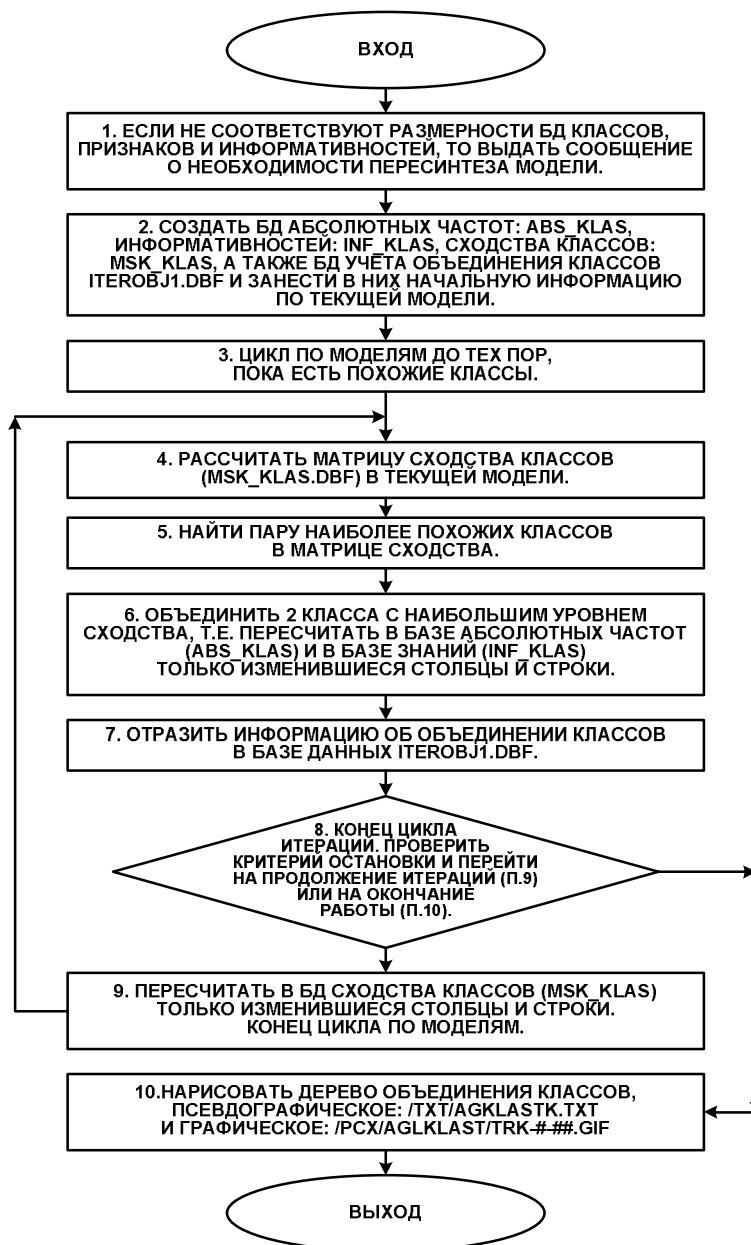 ВХОД
1. ЕСЛИ НЕ СООТВЕТСТВУЮТ РАЗМЕРНОСТИ БД КЛАССОВ,
ПРИЗНАКОВ И ИНФОРМАТИВНОСТЕЙ, ТО ВЫДАТЬ СООБЩЕНИЕ
О НЕОБХОДИМОСТИ ПЕРЕСИНТЕЗА МОДЕЛИ.
2. СОЗДАТЬ БД АБСОЛЮТНЫХ ЧАСТОТ: ABS_KLAS,
ИНФОРМАТИВНОСТЕЙ: INF_KLAS, СХОДСТВА КЛАССОВ:
MSK_KLAS, А ТАКЖЕ БД УЧЕТА ОБЪЕДИНЕНИЯ КЛАССОВ
ITEROBJ1.DBF И ЗАНЕСТИ В НИХ НАЧАЛЬНУЮ ИНФОРМАЦИЮ
ПО ТЕКУЩЕЙ МОДЕЛИ.
3. ЦИКЛ ПО МОДЕЛЯМ ДО ТЕХ ПОР,
ПОКА ЕСТЬ ПОХОЖИЕ КЛАССЫ.
4. РАССЧИТАТЬ МАТРИЦУ СХОДСТВА КЛАССОВ
(MSK_KLAS.DBF) В ТЕКУЩЕЙ МОДЕЛИ.
5. НАЙТИ ПАРУ НАИБОЛЕЕ ПОХОЖИХ КЛАССОВ
В МАТРИЦЕ СХОДСТВА.
6. ОБЪЕДИНИТЬ 2 КЛАССА С НАИБОЛЬШИМ УРОВНЕМ
СХОДСТВА, Т.Е. ПЕРЕСЧИТАТЬ В БАЗЕ АБСОЛЮТНЫХ ЧАСТОТ
(ABS_KLAS) И В БАЗЕ ЗНАНИЙ (INF_KLAS)
ТОЛЬКО ИЗМЕНИВШИЕСЯ СТОЛБЦЫ И СТРОКИ.
7. ОТРАЗИТЬ ИНФОРМАЦИЮ ОБ ОБЪЕДИНЕНИИ КЛАССОВ
В БАЗЕ ДАННЫХ ITEROBJ1.DBF.
8. КОНЕЦ ЦИКЛА
ИТЕРАЦИЙ. ПРОВЕРИТЬ
КРИТЕРИЙ ОСТАНОВКИ И ПЕРЕЙТИ
НА ПРОДОЛЖЕНИЕ ИТЕРАЦИЙ (П.9)
ИЛИ НА ОКОНЧАНИЕ
РАБОТЫ (П.10).
9. ПЕРЕСЧИТАТЬ В БД СХОДСТВА КЛАССОВ (MSK_KLAS)
ТОЛЬКО ИЗМЕНИВШИЕСЯ СТОЛБЦЫ И СТРОКИ.
КОНЕЦ ЦИКЛА ПО МОДЕЛЯМ.
10.НАРИСОВАТЬ ДЕРЕВО ОБЪЕДИНЕНИЯ КЛАССОВ,
ПСЕВДОГРАФИЧЕСКОЕ: /TXT/AGKLASTK.TXT
И ГРАФИЧЕСКОЕ: /PCX/AGLKLAST/TRK-#-##.GIF
ВЫХОД